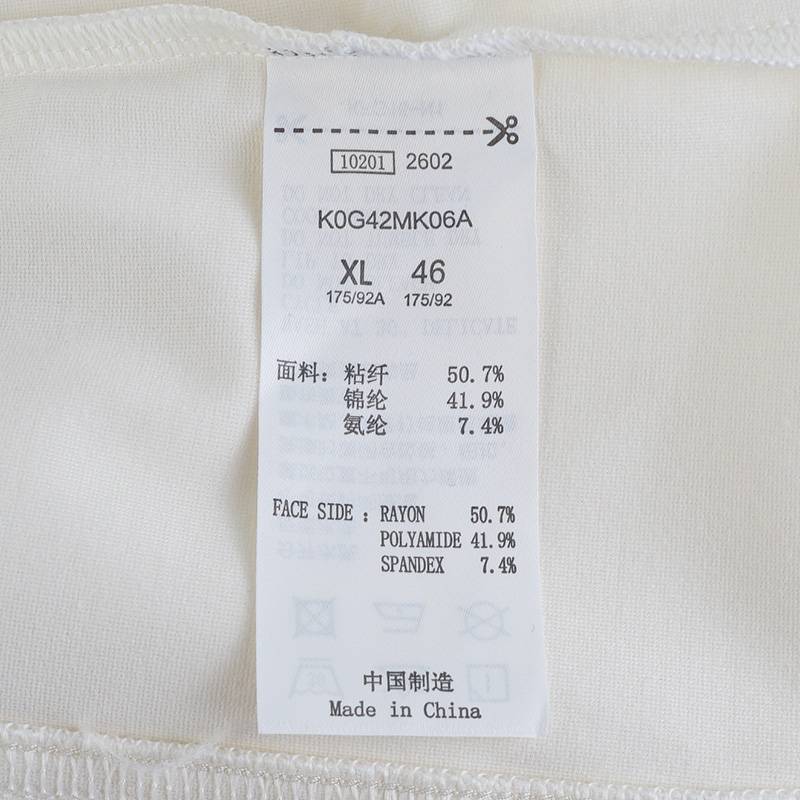 10201 2602
K0G42MK06A
XL 46
175/92A 175/92
面料：粘纤 50.7%
锦纶 41.9%
氨纶 7.4%
FACE SIDE : RAYON 50.7%
POLYAMIDE 41.9%
SPANDEX 7.4%
中国制造
Made in China